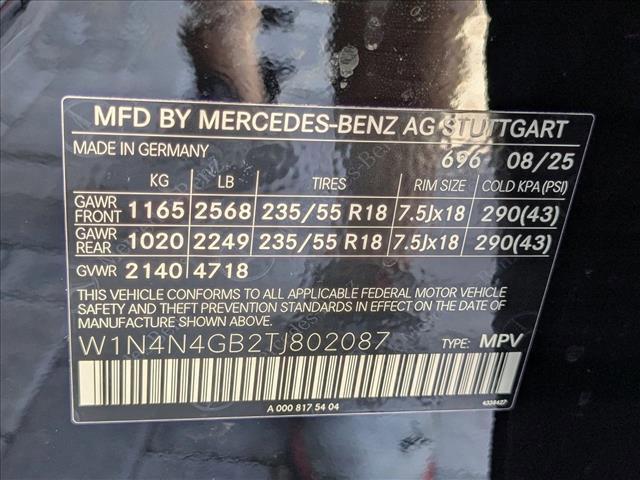 MFD BY MERCEDES-BENZ AG STUTTGART
MADE IN GERMANY 696 08/25
KG LB TIRES RIM SIZE COLD KPA(PSI)
GAWR FRONT 1165 2568 235/55 R18 7.5Jx18 290(43)
GAWR REAR 1020 2249 235/55 R18 7.5Jx18 290(43)
GVWR 2140 4718
THIS VEHICLE CONFORMS TO ALL APPLICABLE FEDERAL MOTOR VEHICLE
SAFETY AND THEFT PREVENTION STANDARDS IN EFFECT ON THE DATE OF
MANUFACTURE SHOWN ABOVE.
W1N4N4GB2TJ802087 TYPE: MPV
A 000 817 54 04